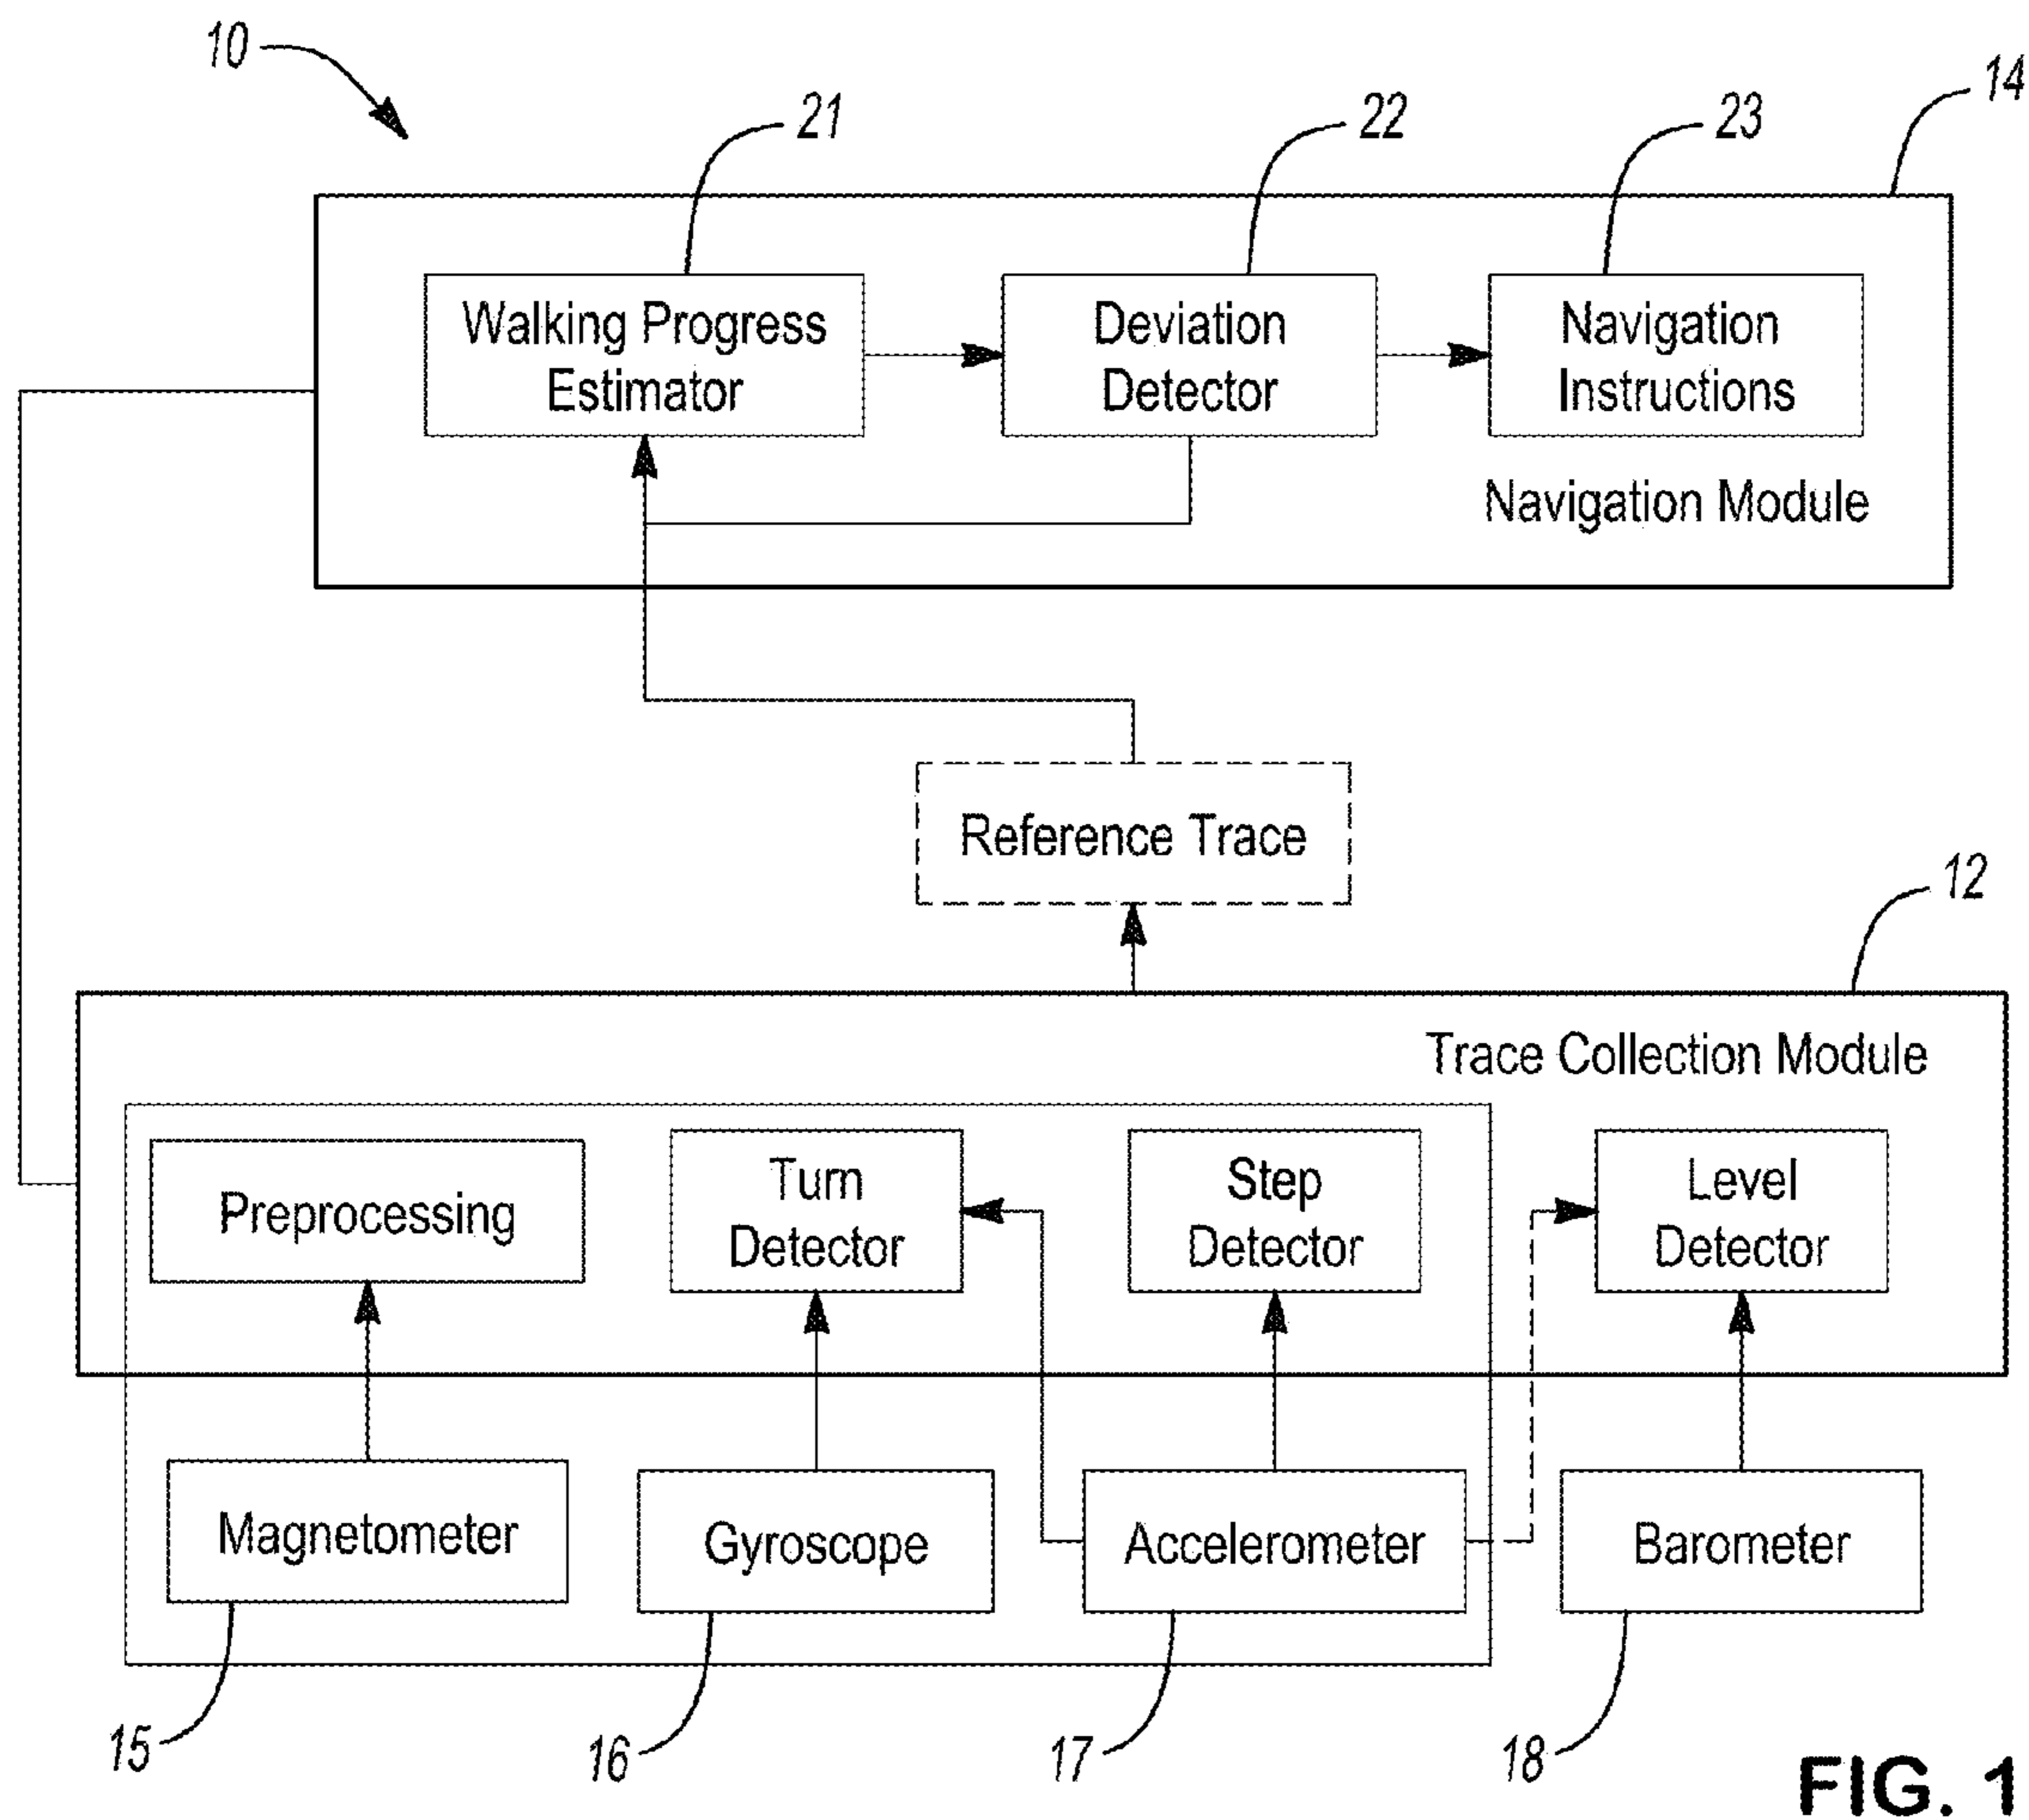 10
14
21
22
23
Walking Progress
Estimator
Deviation
Detector
Navigation
Instructions
Navigation Module
Reference Trace
12
Trace Collection Module
Preprocessing
Turn
Detector
Step
Detector
Level
Detector
Magnetometer
Gyroscope
Accelerometer
Barometer
15
16
17
18
FIG. 1